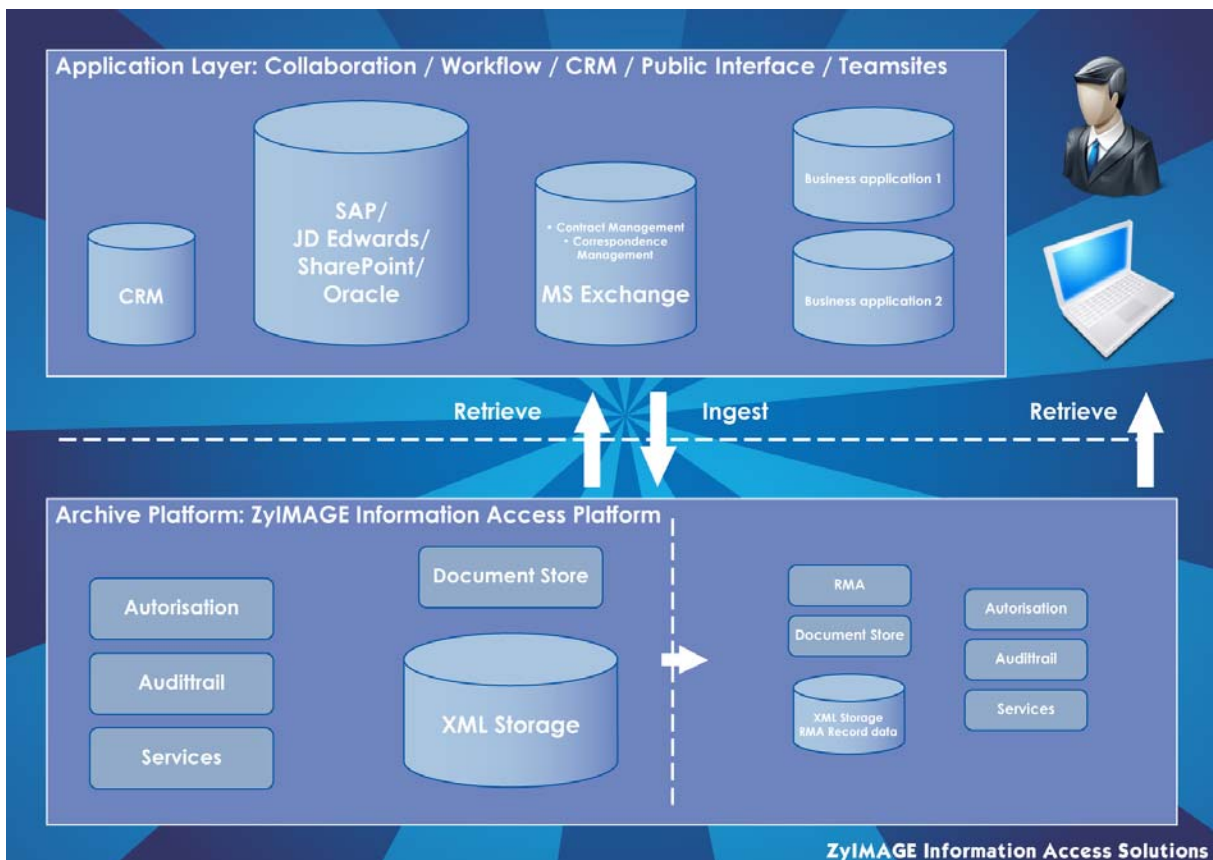 Application Layer: Collaboration / Workflow / CRM / Public Interface / Teamsites
CRM
SAP/
JD Edwards/
SharePoint/
Oracle
• Contract Management
• Correspondence
Management
MS Exchange
Business application 1
Business application 2
Retrieve
Ingest
Retrieve
Archive Platform: ZyIMAGE Information Access Platform
Autorisation
Audittrail
Services
Document Store
XML Storage
RMA
Document Store
XML Storage
RMA Record data
Autorisation
Audittrail
Services
ZyIMAGE Information Access Solutions